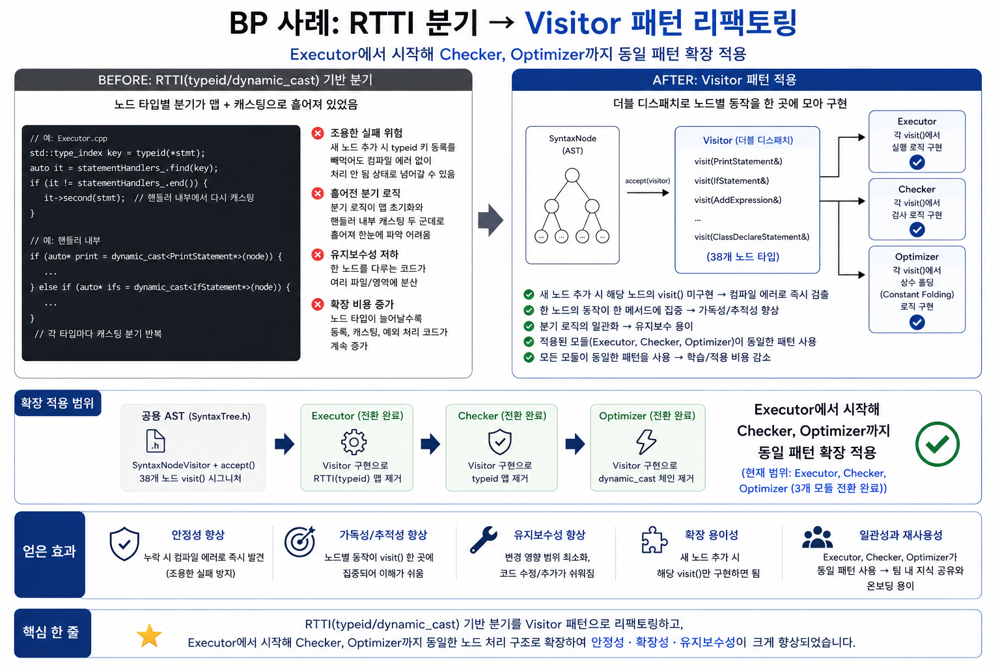 BP 사례: RTTI 분기 → Visitor 패턴 리팩토링
Executor에서 시작해 Checker, Optimizer까지 동일 패턴 확장 적용
BEFORE: RTTI(typeid/dynamic_cast) 기반 분기
노드 타입별 분기가 맵 + 캐스팅으로 흩어져 있었음
// 예: Executor.cpp
std::type_index key = typeid(*stmt);
auto it = statementHandlers_.find(key);
if (it != statementHandlers_.end()) {
it->second(stmt);  // 핸들러 내부에서 다시 캐스팅
}
// 예: 핸들러 내부
if (auto* print = dynamic_cast<PrintStatement*>(node)) {
...
} else if (auto* ifs = dynamic_cast<IfStatement*>(node)) {
...
}
// 각 타입마다 캐스팅 분기 반복
조용한 실패 위험
새 노드 추가 시 typeid 키 등록를
빼먹어도 컴파일 에러 없이
처리 안 됨 상태로 넘어갈 수 있음
흩어전 분기 로직
분기 로직이 맵 초기화와
핸들러 내부 캐스팅 두 군데로
흩어져 한눈에 파악 어려움
유지보수성 저하
한 노드를 다루는 코드가
여리 파일/영역에 분산
확장 비용 증가
노드 타입이 늘어날수록
등록, 캐스팅, 예외 처리 코드가
계속 증가
AFTER: Visitor 패턴 적용
더블 디스패치로 노드별 동작을 한 곳에 모아 구현
SyntaxNode
(AST)
... ... ... ...
accept(visitor)
Visitor (더블 디스패치)
visit(PrintStatement&)
visit(IfStatement&)
visit(AddExpression&)
...
visit(ClassDeclareStatement&)
(38개 노드 타입)
Executor
각 visit()에서
실행 로직 구현
Checker
각 visit()에서
검사 로직 구현
Optimizer
각 visit()에서
상수 폴딩
(Constant Folding)
로직 구현
새 노드 추가 시 해당 노드의 visit() 미구현 → 컴파일 에러로 즉시 검출
한 노드의 동작이 한 메서드에 집중 → 가독성/추적성 향상
분기 로직의 일관화 → 유지보수 용이
적용된 모들(Executor, Checker, Optimizer)이 동일한 패턴 사용
모든 모둘이 동일한 패턴을 사용 → 학습/적용 비용 감소
확장 적용 범위
공용 AST (SyntaxTree.h)
.h
SyntaxNodeVisitor + accept()
38개 노드 visit() 시그니처
Executor (전환 완료)
Visitor 구현으로
RTTI(typeid) 맵 제거
Checker (전환 완료)
Visitor 구현으로
typeid 맵 제거
Optimizer (전환 완료)
Visitor 구현으로
dynamic_cast 체인 제거
Executor에서 시작해
Checker, Optimizer까지
동일 패턴 확장 적용
(현재 범위: Executor, Checker,
Optimizer (3개 모듈 전환 완료))
얻은 효과
안정성 향상
누락 시 컴파일 에러로 즉시 발견
(조용한 실패 방지)
가독성/추적성 향상
노드별 동작이 visit() 한 곳에
집중되어 이해가 쉬움
유지보수성 향상
변경 영향 범위 최소화,
코드 수정/추가가 쉬워짐
확장 용이성
새 노드 추가 시
해당 visit()만 구현하면 됨
일관성과 재사용성
Executor, Checker, Optimizer가
동일 패턴 사용 → 팀 내 지식 공유와
온보딩 용이
핵심 한 줄
RTTI(typeid/dynamic_cast) 기반 분기를 Visitor 패턴으로 리팩토링하고,
Executor에서 시작해 Checker, Optimizer까지 동일한 노드 처리 구조로 확장하여 안정성 · 확장성 · 유지보수성이 크게 향상되었습니다.